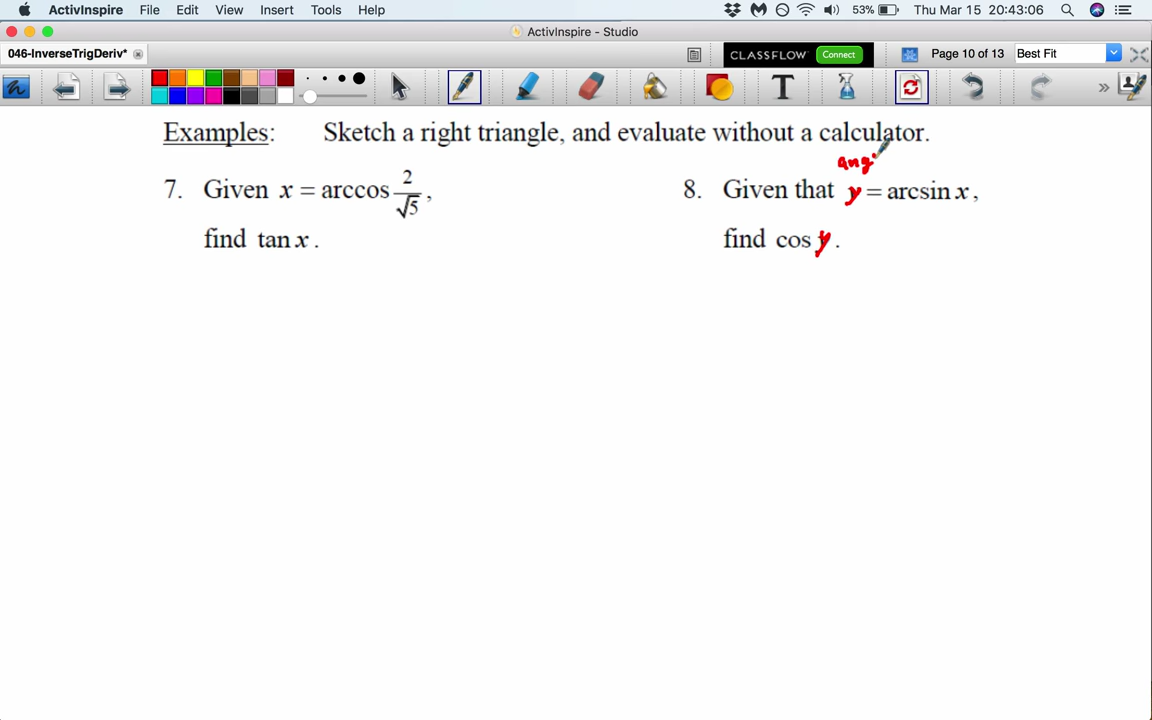 ActivInspire File Edit View Insert Tools Help 53% Thu Mar 15 20:43:06
ActivInspire - Studio
046-InverseTrigDeriv* CLASSFLOW Connect Page 10 of 13 Best Fit
T »
Examples: Sketch a right triangle, and evaluate without a calculator.
ang
7. Given x = arccos 2/√5,
8. Given that y = arcsin x,
find tan x.
find cos y.